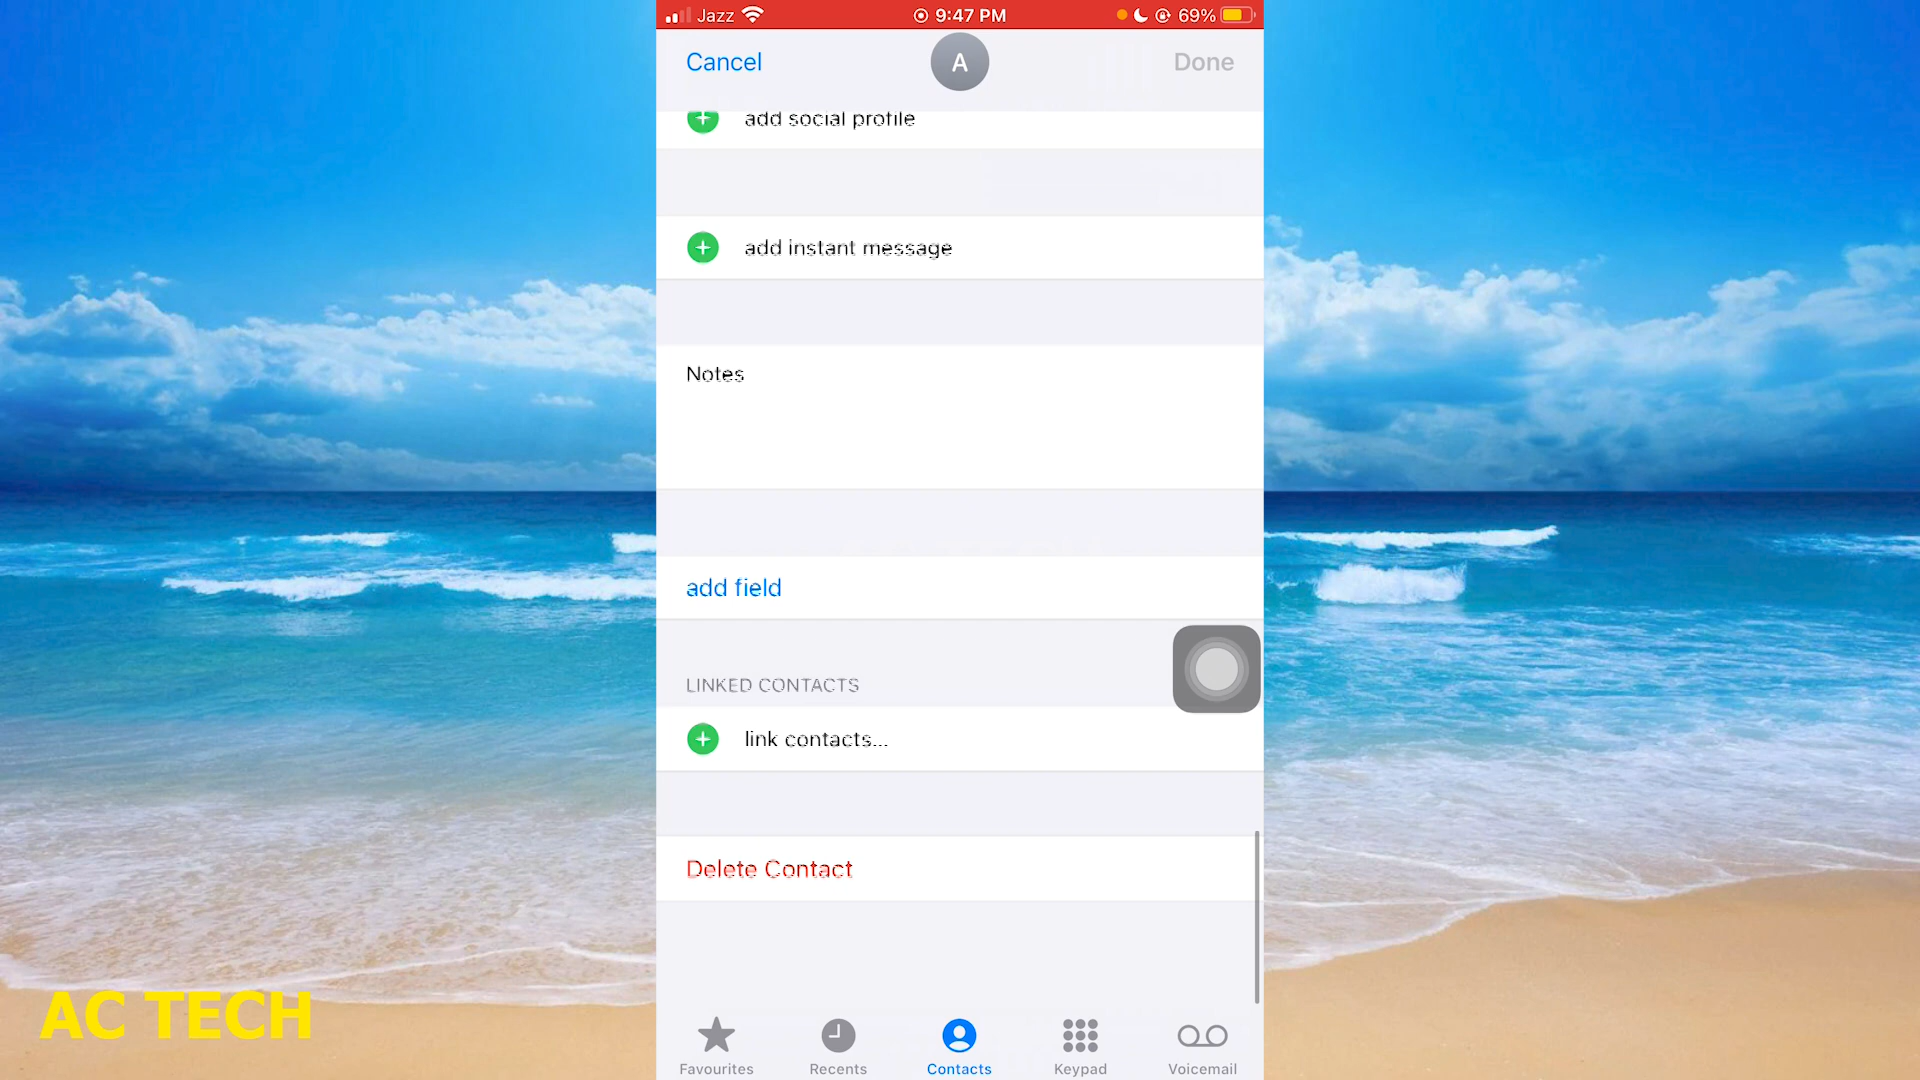 Jazz 9:47 PM 69%
Cancel A Done
add social profile
add instant message
Notes
add field
LINKED CONTACTS
link contacts...
Delete Contact
AC TECH
Favourites Recents Contacts Keypad Voicemail